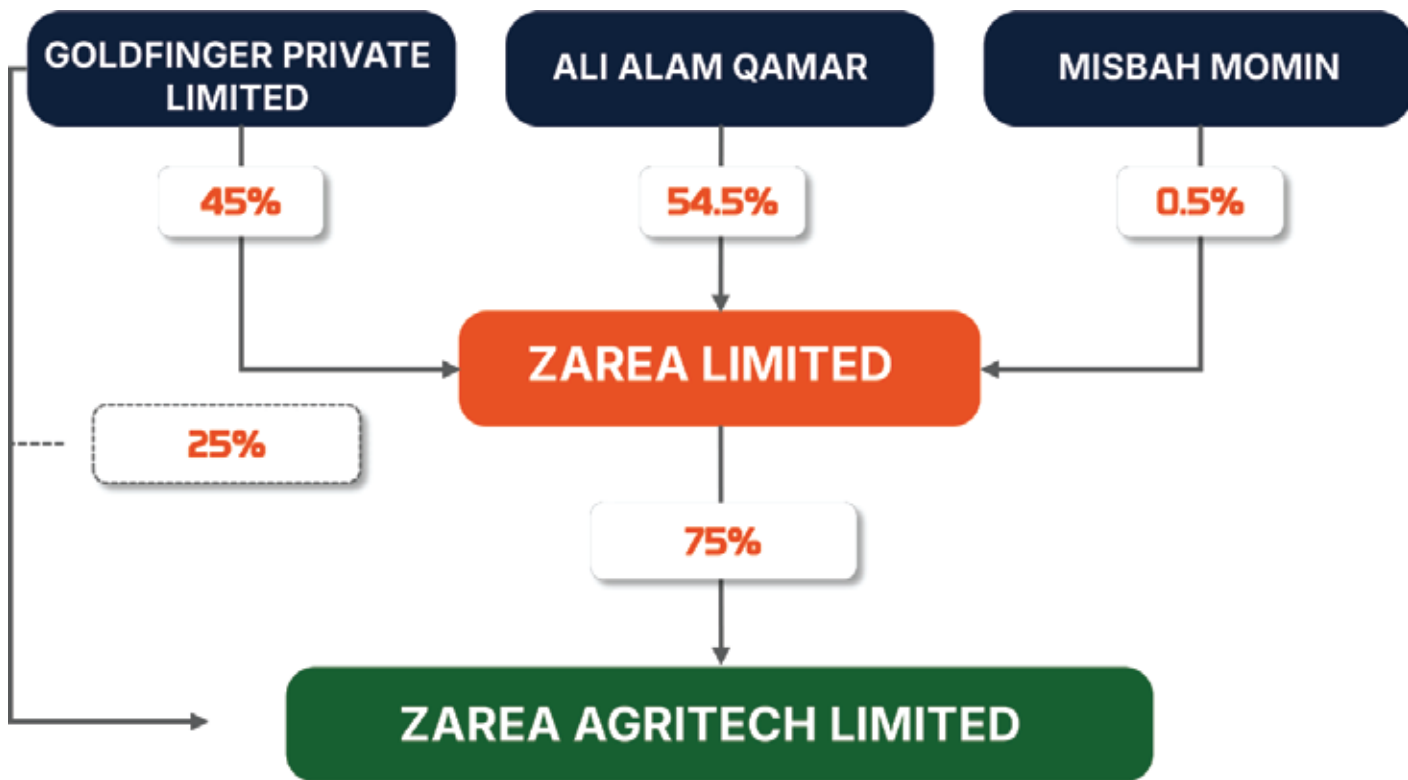 GOLDFINGER PRIVATE
LIMITED
ALI ALAM QAMAR
MISBAH MOMIN
45%
54.5%
0.5%
ZAREA LIMITED
25%
75%
ZAREA AGRITECH LIMITED